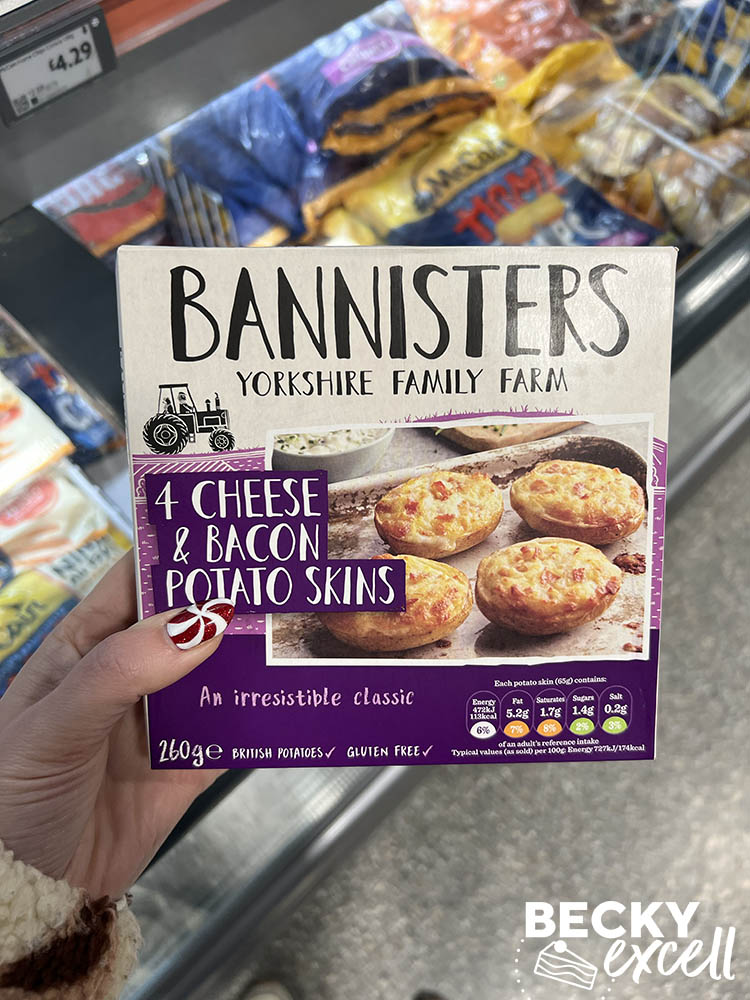 £4.29
McCain
BANNISTERS
YORKSHIRE FAMILY FARM
4 CHEESE
& BACON
POTATO SKINS
An irresistible classic
260g℮ BRITISH POTATOES✓ GLUTEN FREE✓
Each potato skin (65g) contains:
Energy 472kJ 113kcal 6%
Fat 5.2g 7%
Saturates 1.7g 8%
Sugars 1.4g 2%
Salt 0.2g 3%
of an adult's reference intake
Typical values (as sold) per 100g: Energy 727kJ/174kcal
BECKY
excell